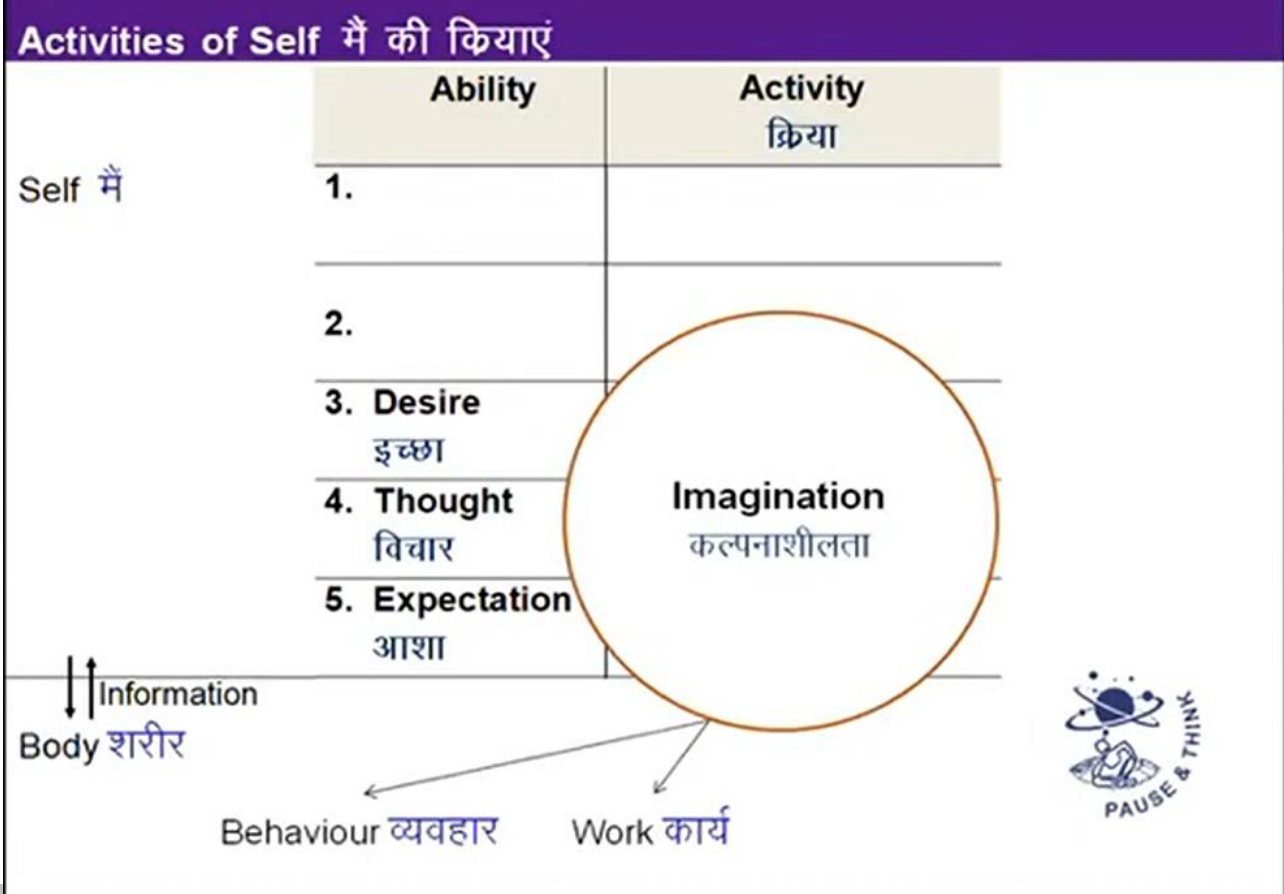 Activities of Self मैं की क्रियाएं
Ability
Activity
क्रिया
Self मैं
1.
2.
3. Desire
इच्छा
4. Thought
विचार
5. Expectation
आशा
Imagination
कल्पनाशीलता
Information
Body शरीर
Behaviour व्यवहार
Work कार्य
PAUSE & THINK